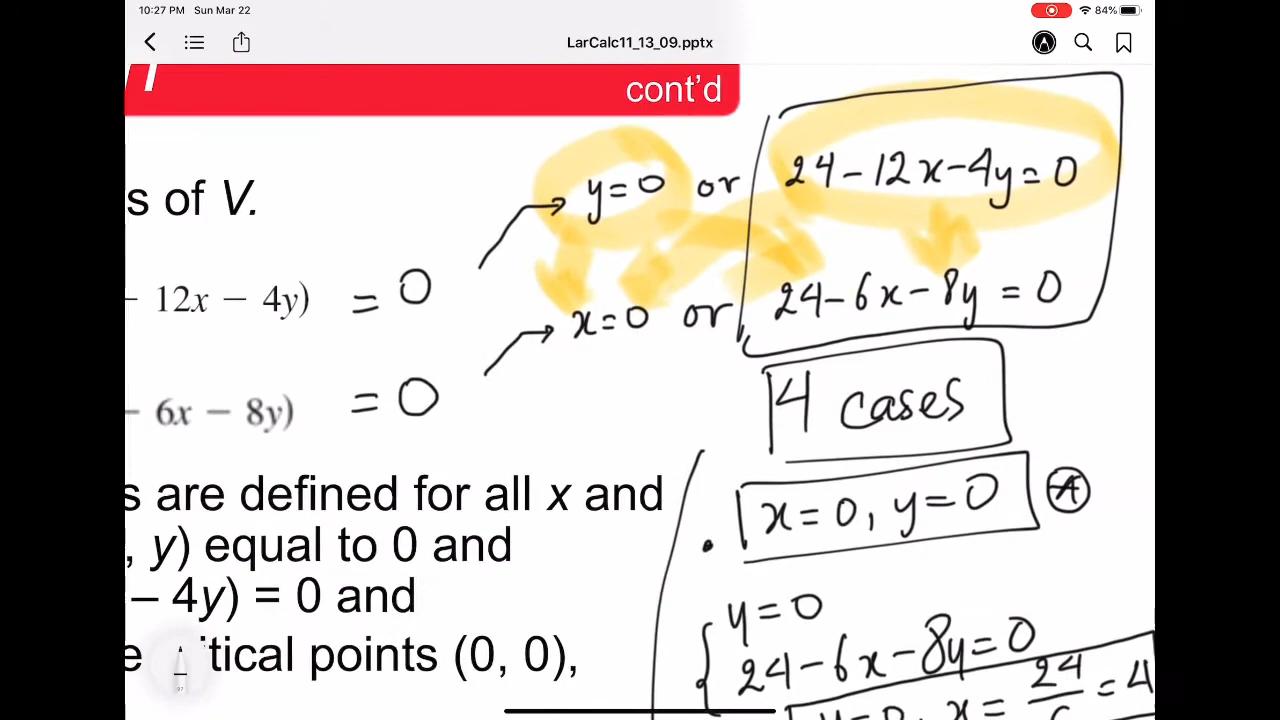 10:27 PM Sun Mar 22
84%
LarCalc11_13_09.pptx
cont'd
s of V.
y=0 or 24-12x-4y=0
– 12x – 4y) = 0
x=0 or 24-6x-8y=0
– 6x – 8y) = 0
4 cases
s are defined for all x and
x=0, y=0 A
, y) equal to 0 and
– 4y) = 0 and
y=0
24-6x-8y=0
tical points (0, 0),
x = 24 = 4